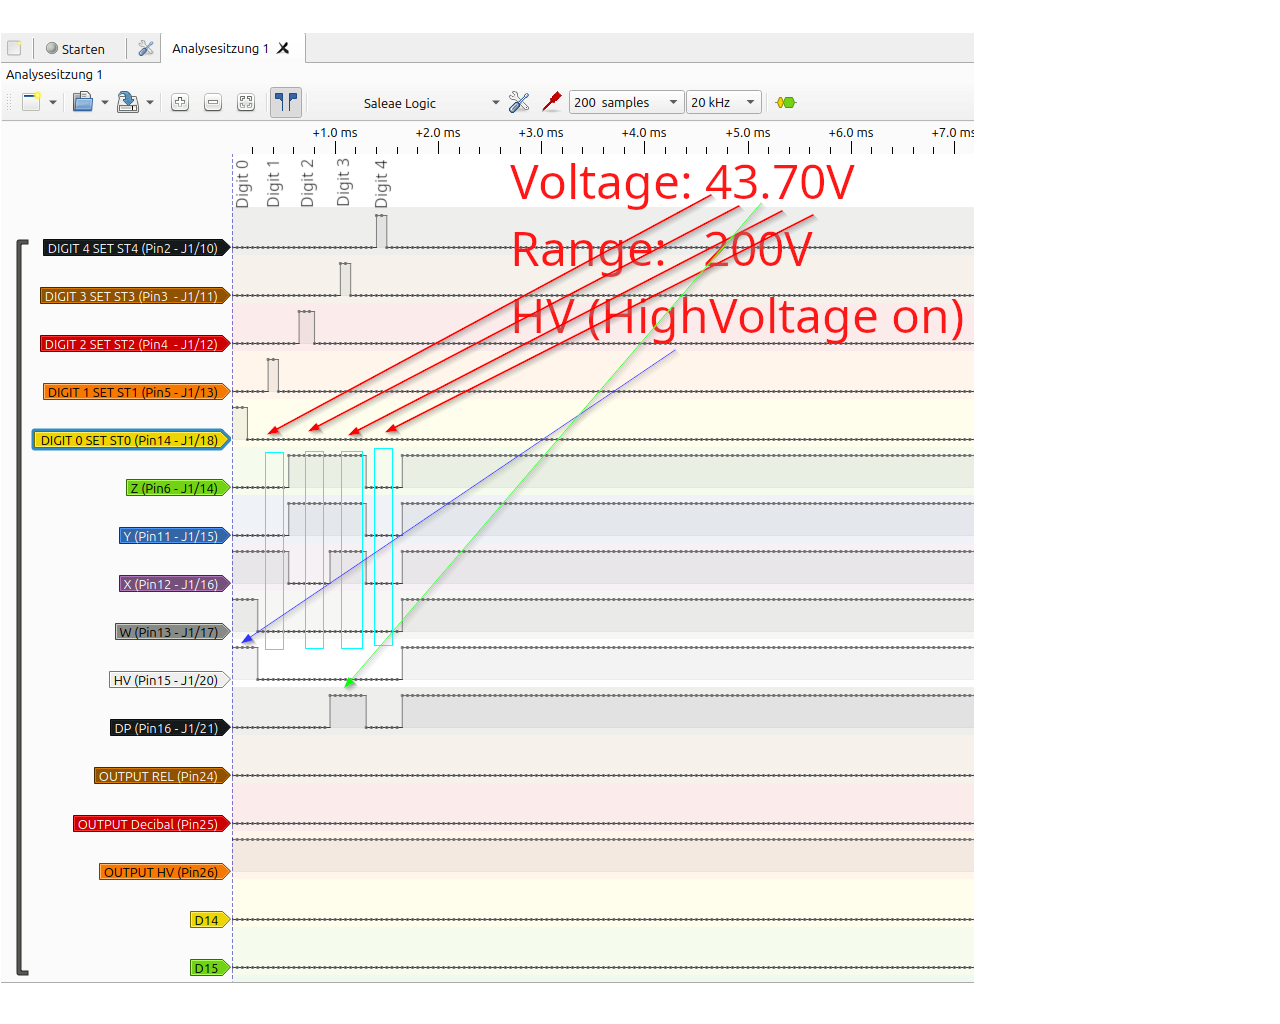 Starten
Analysesitzung 1
Analysesitzung 1
Saleae Logic
200 samples
20 kHz
+1.0 ms +2.0 ms +3.0 ms +4.0 ms +5.0 ms +6.0 ms +7.0 ms
Digit 0
Digit 1
Digit 2
Digit 3
Digit 4
Voltage: 43.70V
Range: 200V
HV (HighVoltage on)
DIGIT 4 SET ST4 (Pin2 - J1/10)
DIGIT 3 SET ST3 (Pin3 - J1/11)
DIGIT 2 SET ST2 (Pin4 - J1/12)
DIGIT 1 SET ST1 (Pin5 - J1/13)
DIGIT 0 SET ST0 (Pin14 - J1/18)
Z (Pin6 - J1/14)
Y (Pin11 - J1/15)
X (Pin12 - J1/16)
W (Pin13 - J1/17)
HV (Pin15 - J1/20)
DP (Pin16 - J1/21)
OUTPUT REL (Pin24)
OUTPUT Decibal (Pin25)
OUTPUT HV (Pin26)
D14
D15